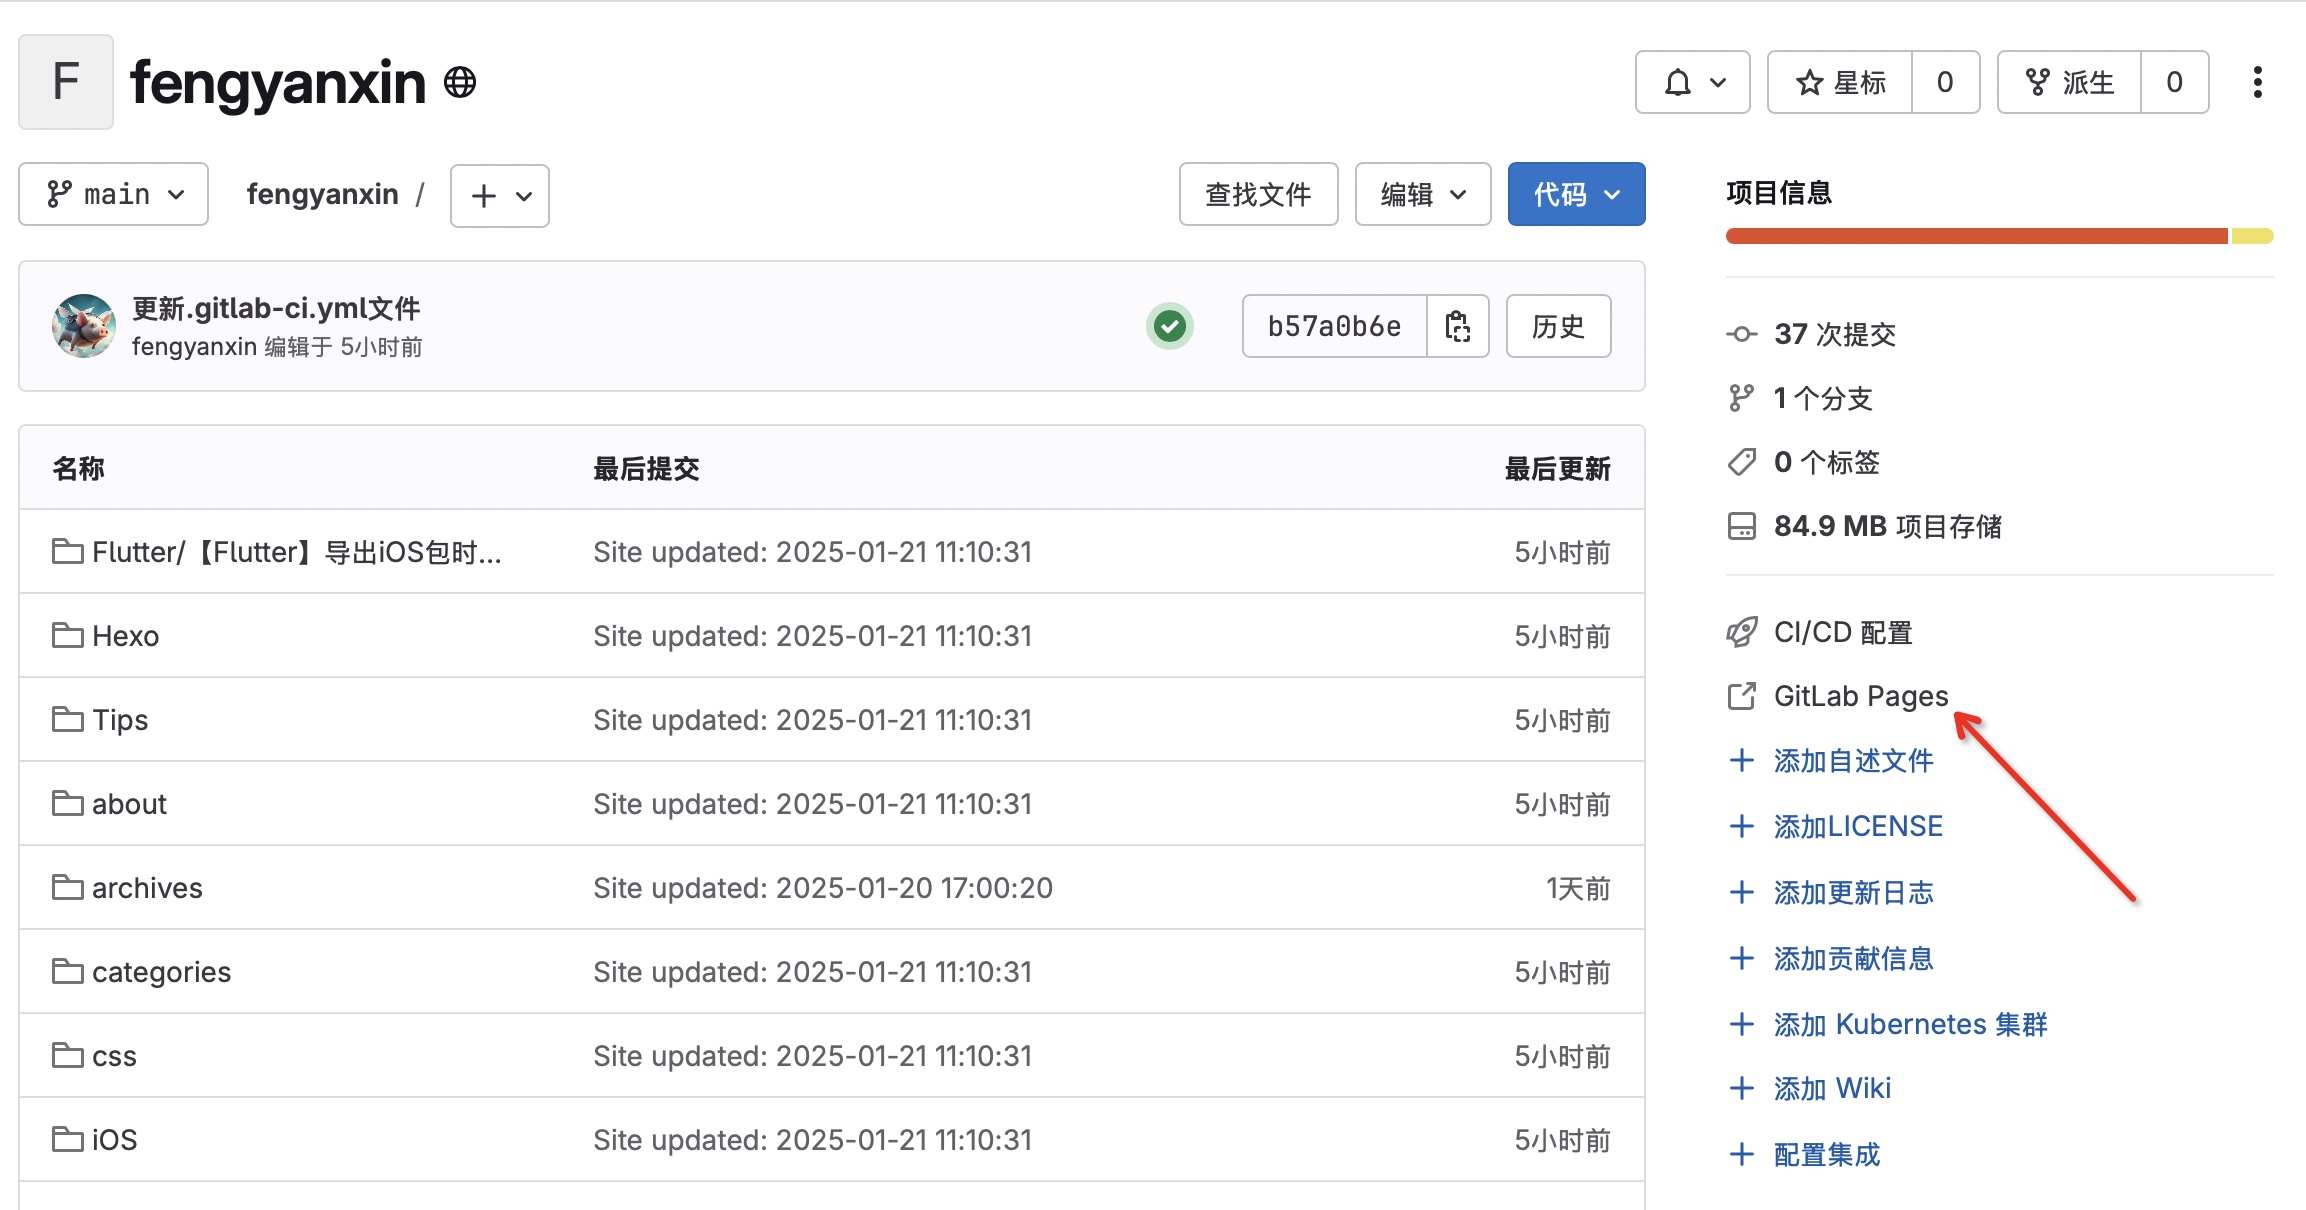 F
fengyanxin
星标 0
派生 0
main
fengyanxin /
查找文件
编辑
代码
更新.gitlab-ci.yml文件
fengyanxin 编辑于 5小时前
b57a0b6e
历史
名称 最后提交 最后更新
Flutter/【Flutter】导出iOS包时... Site updated: 2025-01-21 11:10:31 5小时前
Hexo Site updated: 2025-01-21 11:10:31 5小时前
Tips Site updated: 2025-01-21 11:10:31 5小时前
about Site updated: 2025-01-21 11:10:31 5小时前
archives Site updated: 2025-01-20 17:00:20 1天前
categories Site updated: 2025-01-21 11:10:31 5小时前
css Site updated: 2025-01-21 11:10:31 5小时前
iOS Site updated: 2025-01-21 11:10:31 5小时前
项目信息
37 次提交
1 个分支
0 个标签
84.9 MB 项目存储
CI/CD 配置
GitLab Pages
添加自述文件
添加LICENSE
添加更新日志
添加贡献信息
添加 Kubernetes 集群
添加 Wiki
配置集成